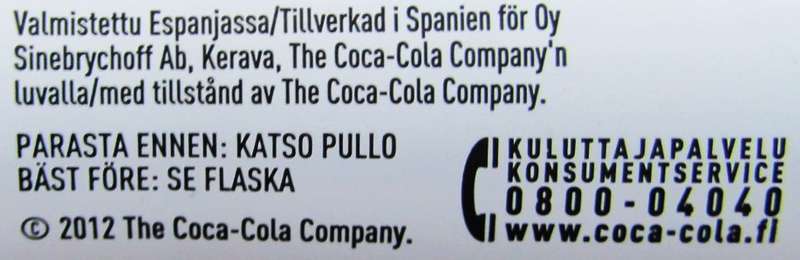 Valmistettu Espanjassa/Tillverkad i Spanien för Oy
Sinebrychoff Ab, Kerava, The Coca-Cola Company'n
luvalla/med tillstånd av The Coca-Cola Company.
PARASTA ENNEN: KATSO PULLO
BÄST FÖRE: SE FLASKA
© 2012 The Coca-Cola Company.
KULUTTAJAPALVELU
KONSUMENTSERVICE
0800-04040
www.coca-cola.fi